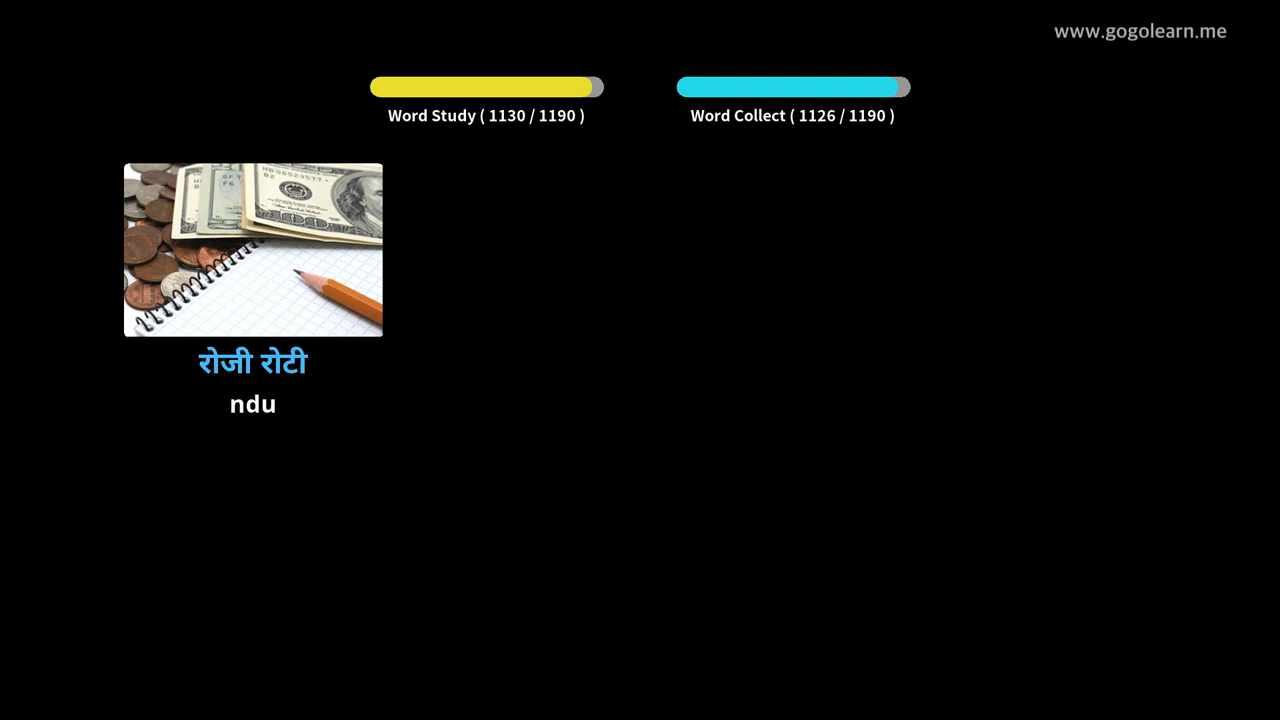 www.gogolearn.me
Word Study ( 1130 / 1190 )
Word Collect ( 1126 / 1190 )
रोजी रोटी
ndu